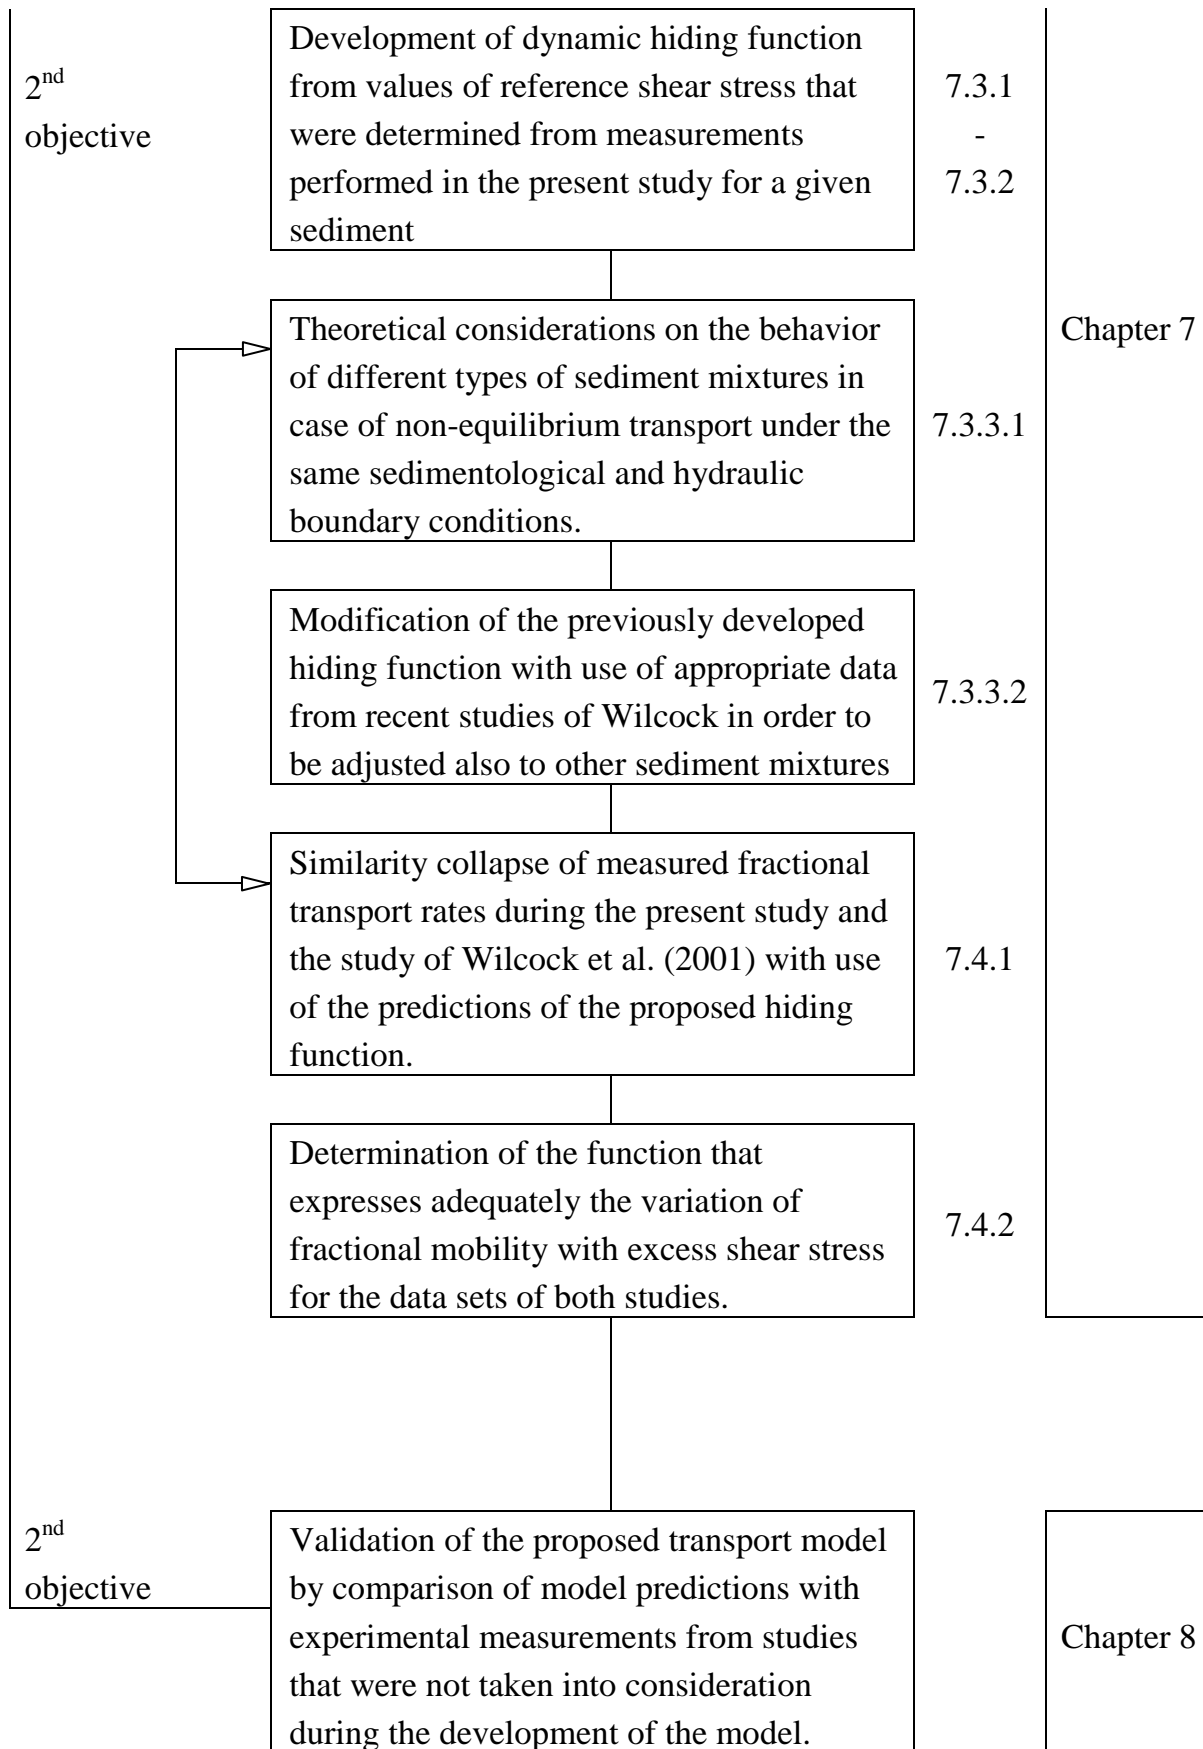 2nd
objective
Development of dynamic hiding function
from values of reference shear stress that
were determined from measurements
performed in the present study for a given
sediment
7.3.1
-
7.3.2
Theoretical considerations on the behavior
of different types of sediment mixtures in
case of non-equilibrium transport under the
same sedimentological and hydraulic
boundary conditions.
7.3.3.1
Chapter 7
Modification of the previously developed
hiding function with use of appropriate data
from recent studies of Wilcock in order to
be adjusted also to other sediment mixtures
7.3.3.2
Similarity collapse of measured fractional
transport rates during the present study and
the study of Wilcock et al. (2001) with use
of the predictions of the proposed hiding
function.
7.4.1
Determination of the function that
expresses adequately the variation of
fractional mobility with excess shear stress
for the data sets of both studies.
7.4.2
2nd
objective
Validation of the proposed transport model
by comparison of model predictions with
experimental measurements from studies
that were not taken into consideration
during the development of the model.
Chapter 8